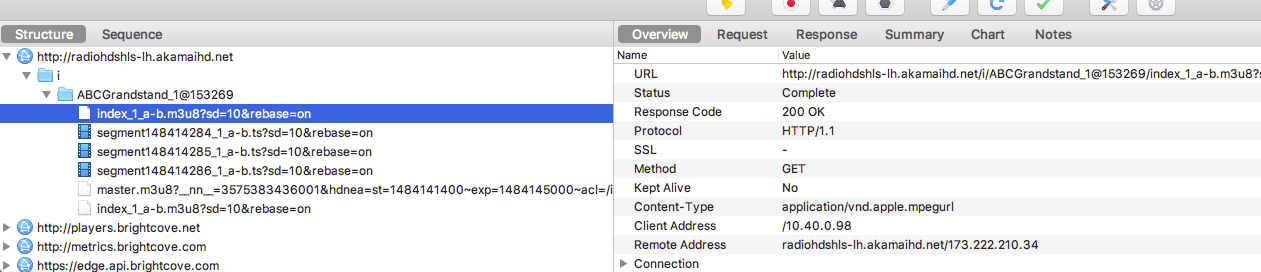 Structure Sequence
http://radiohdshls-lh.akamaihd.net
i
ABCGrandstand_1@153269
index_1_a-b.m3u8?sd=10&rebase=on
segment148414284_1_a-b.ts?sd=10&rebase=on
segment148414285_1_a-b.ts?sd=10&rebase=on
segment148414286_1_a-b.ts?sd=10&rebase=on
master.m3u8?__nn__=3575383436001&hdnea=st=1484141400~exp=1484145000~acl=/i
index_1_a-b.m3u8?sd=10&rebase=on
http://players.brightcove.net
http://metrics.brightcove.com
https://edge.api.brightcove.com
Overview Request Response Summary Chart Notes
Name Value
URL http://radiohdshls-lh.akamaihd.net/i/ABCGrandstand_1@153269/index_1_a-b.m3u8?s
Status Complete
Response Code 200 OK
Protocol HTTP/1.1
SSL -
Method GET
Kept Alive No
Content-Type application/vnd.apple.mpegurl
Client Address /10.40.0.98
Remote Address radiohdshls-lh.akamaihd.net/173.222.210.34
Connection